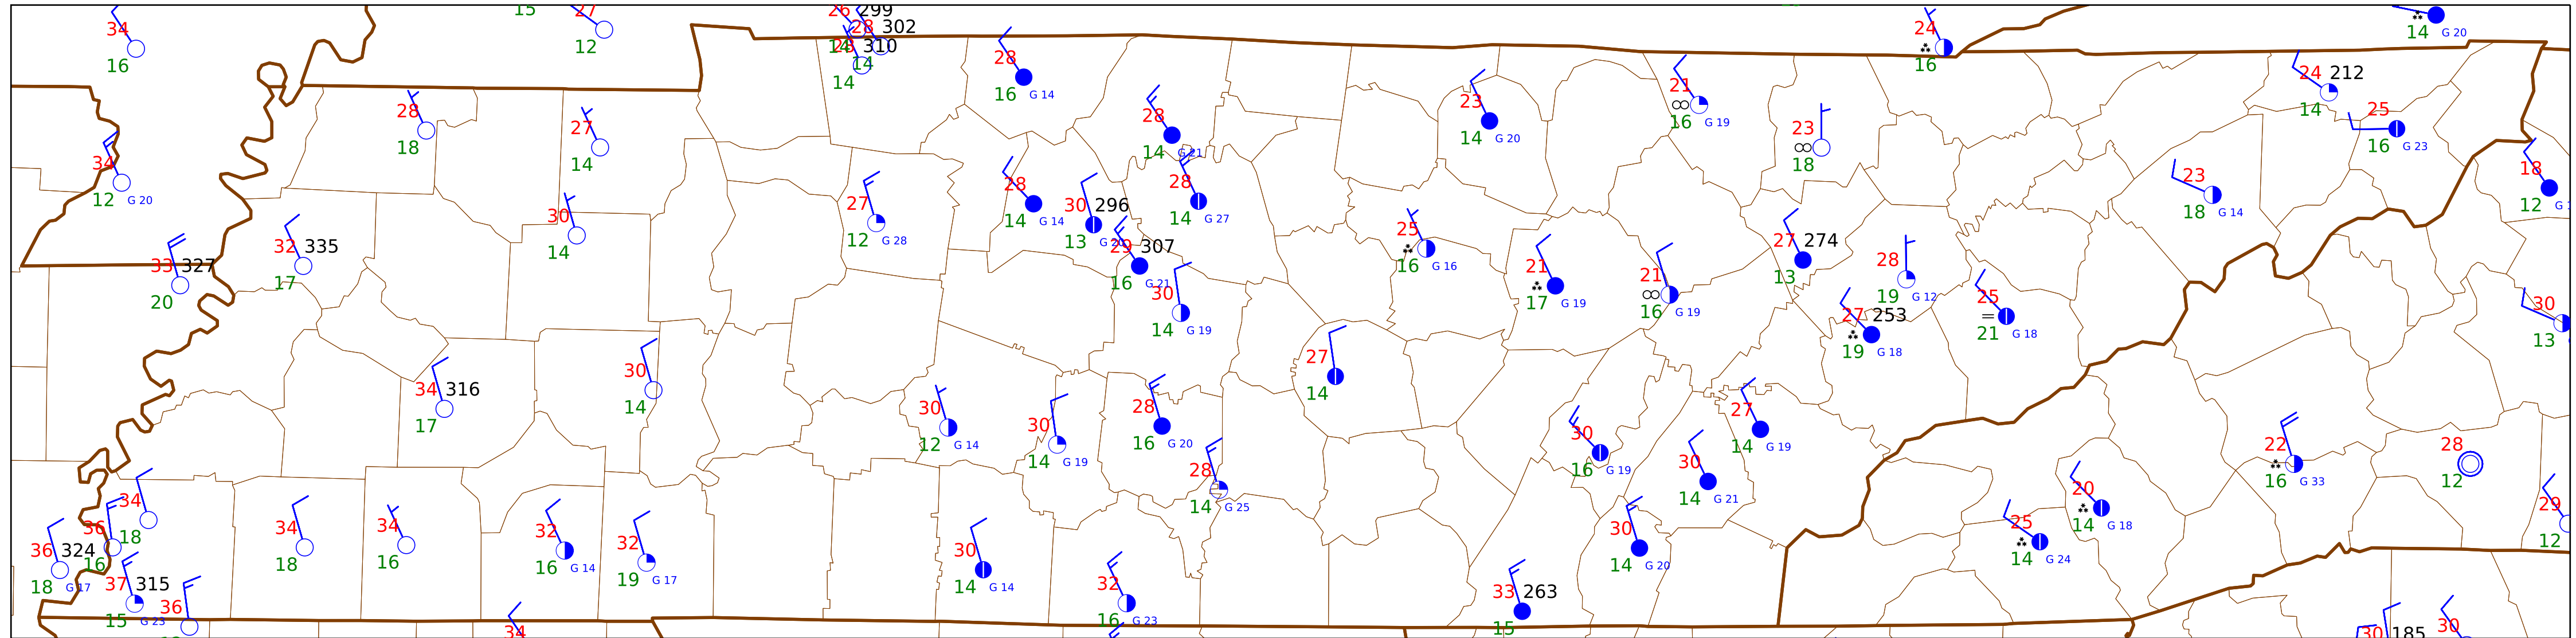 15 27 12
34 16
26 299
28 302
14 28 310
14
14
28 16 G 14
24 16
14 G 20
28 18
27 14
28 14 G 21
23 14 G 20
21 ∞ 16 G 19
23 ∞ 18
24 212 14
25 16 G 23
34 12 G 20
30 14
27 12 G 28
28 14 G 14
30 296 13
28 14 G 27
23 18 G 14
18 12
33 327 20
32 335 17
29 307 16 G 21
30 14 G 19
25 16 G 16
21 17 G 19
21 ∞ 16 G 19
27 274 13
28 19 G 12
27 253 19 G 18
25 = 21 G 18
30 13
34 316 17
30 14
27 14
30 12 G 14
30 14 G 19
28 16 G 20
28 14 G 25
30 16 G 19
27 14 G 19
30 14 G 21
22 16 G 33
28 12
34 18
36 16
36 324 18 G 17
37 315 15 G 23
36
34 18
34 16
32 16 G 14
32 19 G 17
34
30 14 G 14
32 16 G 23
33 263 15
30 14 G 20
25 14 G 24
20 14 G 18
29 12
30 185
30